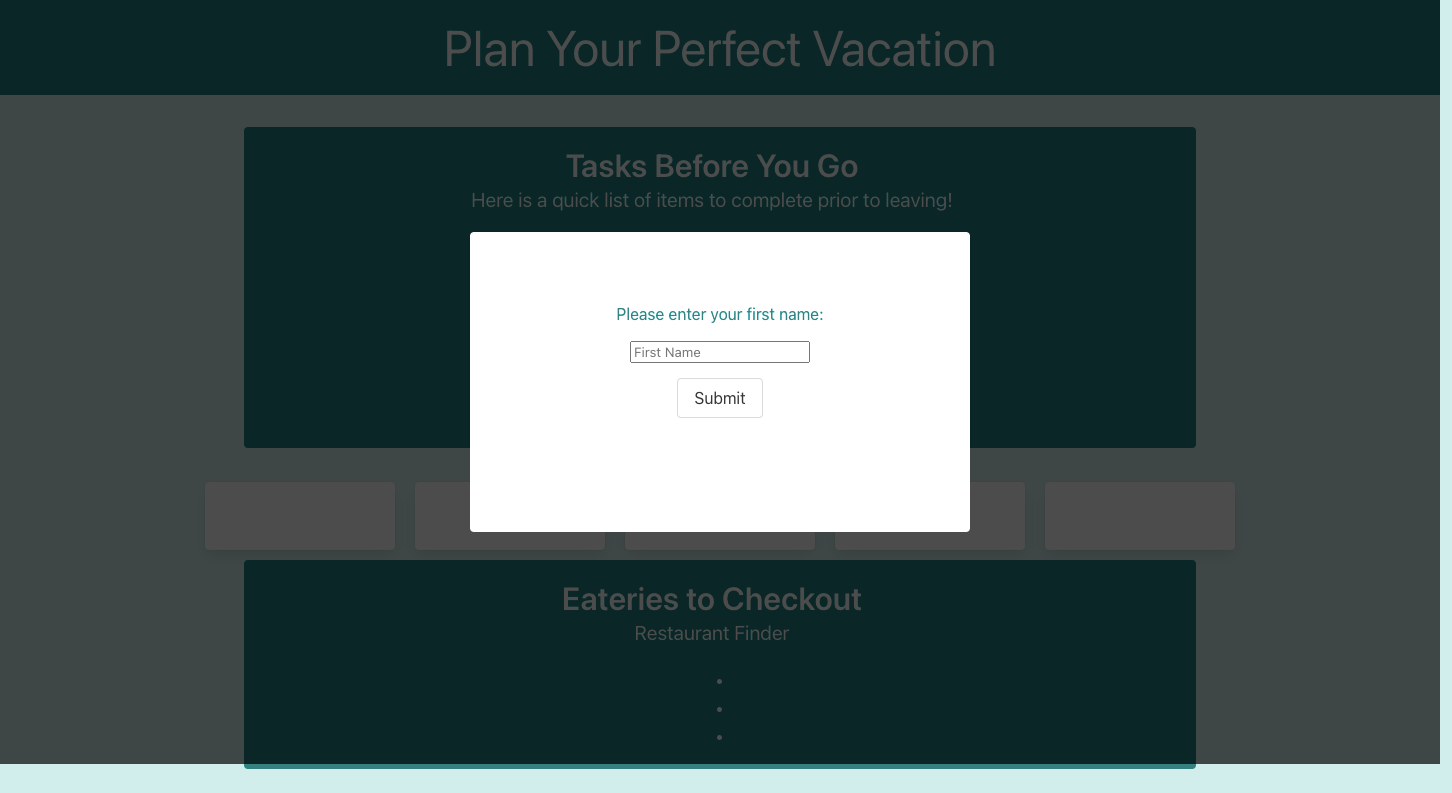 Plan Your Perfect Vacation
Tasks Before You Go
Here is a quick list of items to complete prior to leaving!
Please enter your first name:
First Name
Submit
Eateries to Checkout
Restaurant Finder